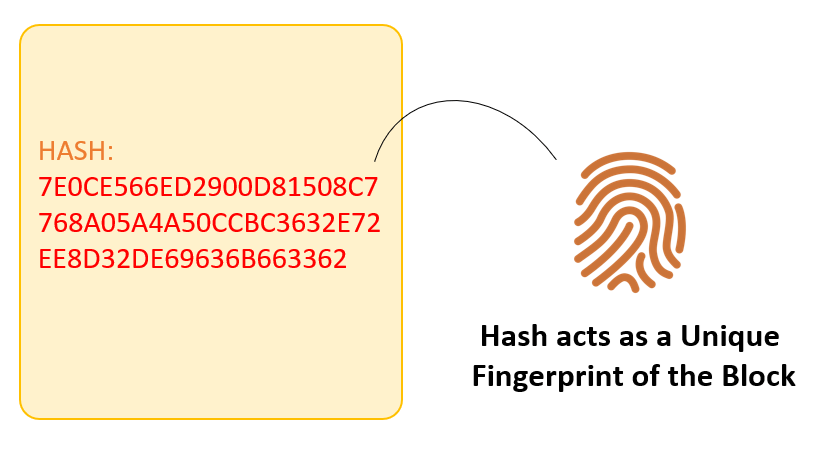 HASH:
7E0CE566ED2900D81508C7
768A05A4A50CCBC3632E72
EE8D32DE69636B663362
Hash acts as a Unique
Fingerprint of the Block